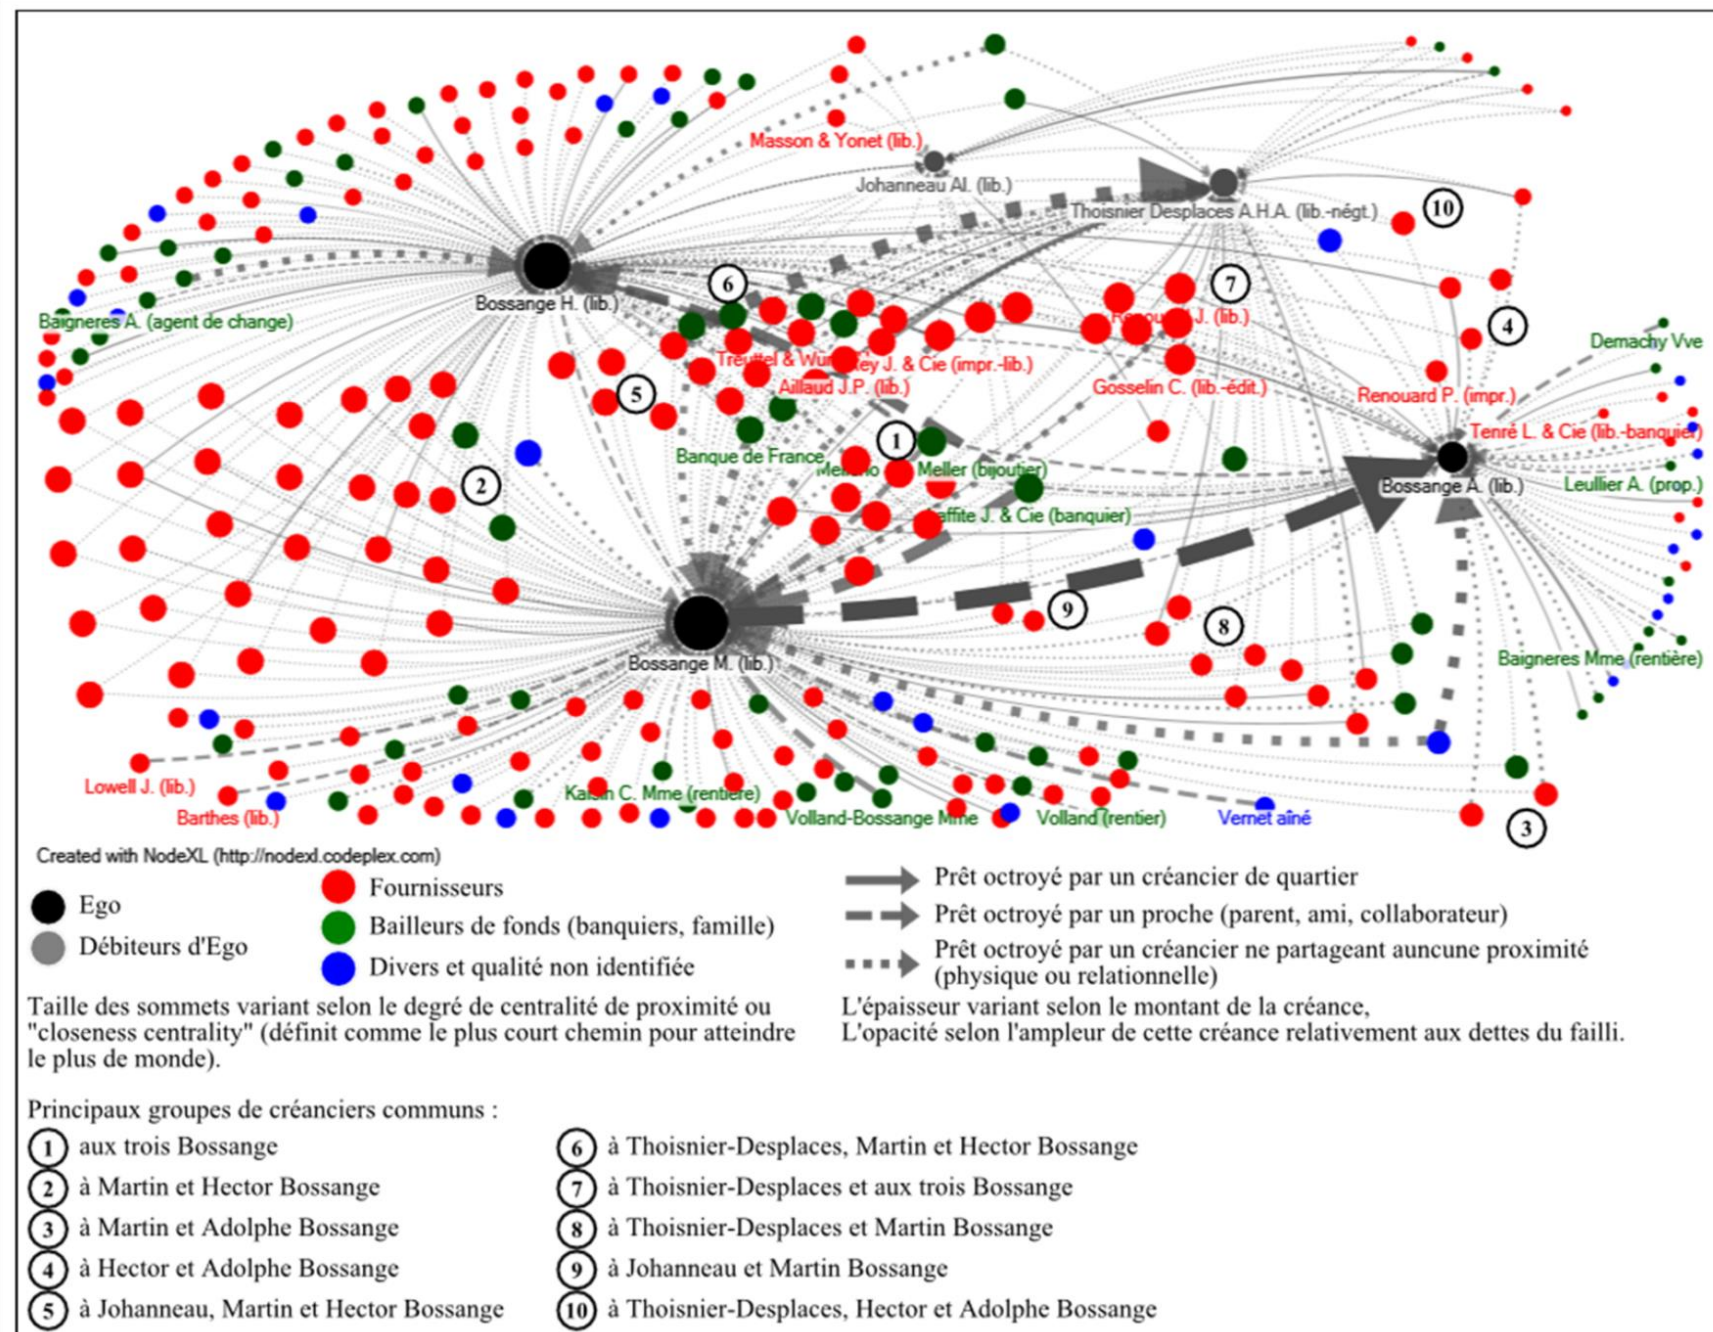 Masson & Yonet (lib.)
Johanneau Al. (lib.)
Thoisnier Desplaces A.H.A. (lib.-négt.)
10
Bossange H. (lib.)
6
7
J. (lib.)
4
Baigneres A. (agent de change)
Demachy Vve
Treuttel & J. & Cie (impr.-lib.)
Aillaud J.P. (lib.)
Gosselin C. (lib.-édit.)
5
Renouard P. (impr.)
1
Tenré L. & Cie (lib.-banquier)
Banque de France
Meller (bijoutier)
2
Bossange A. (lib.)
Leullier A. (prop.)
J. & Cie (banquier)
9
8
Bossange M. (lib.)
Baigneres Mme (rentière)
Lowell J. (lib.)
C. Mme (rentière)
Barthes (lib.)
Volland-Bossange Mme
Volland (rentier)
Vernet aîné
3
Created with NodeXL (http://nodexl.codeplex.com)
Ego
Débiteurs d'Ego
Fournisseurs
Bailleurs de fonds (banquiers, famille)
Divers et qualité non identifiée
Prêt octroyé par un créancier de quartier
Prêt octroyé par un proche (parent, ami, collaborateur)
Prêt octroyé par un créancier ne partageant auncune proximité
(physique ou relationnelle)
Taille des sommets variant selon le degré de centralité de proximité ou
"closeness centrality" (définit comme le plus court chemin pour atteindre
le plus de monde).
L'épaisseur variant selon le montant de la créance,
L'opacité selon l'ampleur de cette créance relativement aux dettes du failli.
Principaux groupes de créanciers communs :
1 aux trois Bossange
2 à Martin et Hector Bossange
3 à Martin et Adolphe Bossange
4 à Hector et Adolphe Bossange
5 à Johanneau, Martin et Hector Bossange
6 à Thoisnier-Desplaces, Martin et Hector Bossange
7 à Thoisnier-Desplaces et aux trois Bossange
8 à Thoisnier-Desplaces et Martin Bossange
9 à Johanneau et Martin Bossange
10 à Thoisnier-Desplaces, Hector et Adolphe Bossange